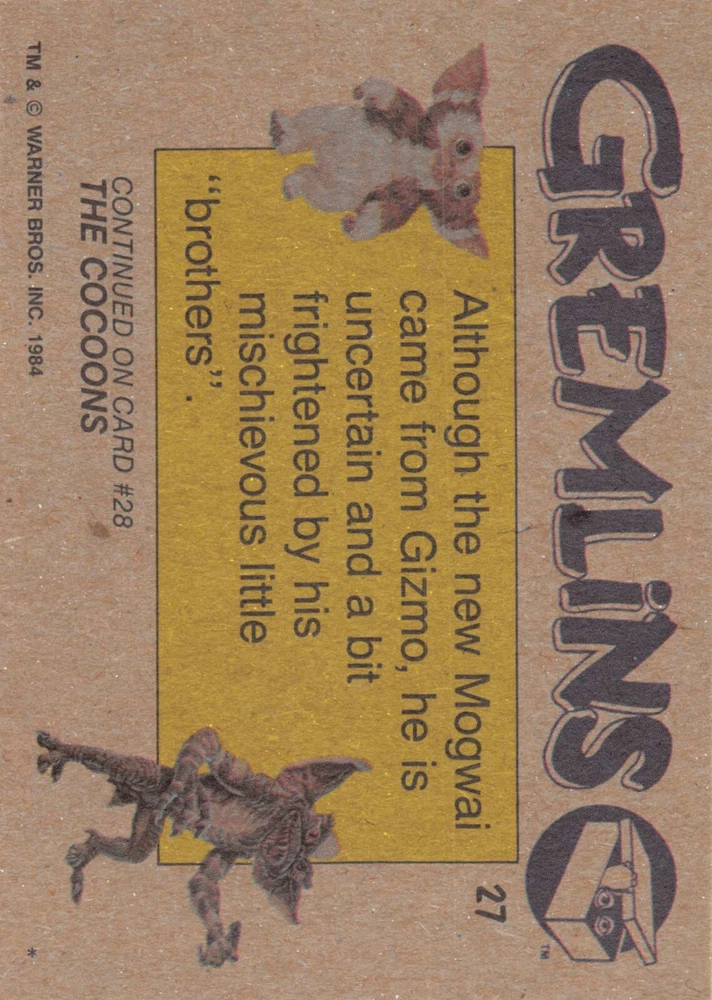 GREMLiNS
TM
27
Although the new Mogwai
came from Gizmo, he is
uncertain and a bit
frightened by his
mischievous little
“brothers”.
CONTINUED ON CARD #28
THE COCOONS
TM & © WARNER BROS. INC. 1984
*